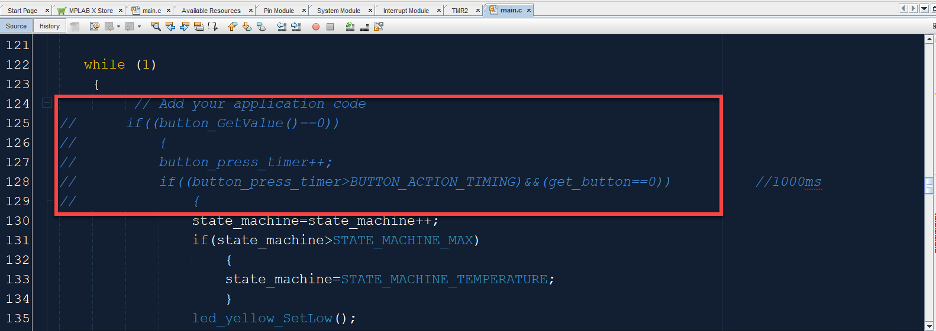 Start Page
MPLAB X Store
main.c
Available Resources
Pin Module
System Module
Interrupt Module
TMR2
main.c
Source
History
121
122 while (1)
123 {
124 // Add your application code
125 // if((button_GetValue()==0))
126 // {
127 // button_press_timer++;
128 // if((button_press_timer>BUTTON_ACTION_TIMING)&&(get_button==0)) //1000ms
129 // {
130 state_machine=state_machine++;
131 if(state_machine>STATE_MACHINE_MAX)
132 {
133 state_machine=STATE_MACHINE_TEMPERATURE;
134 }
135 led_yellow_SetLow();